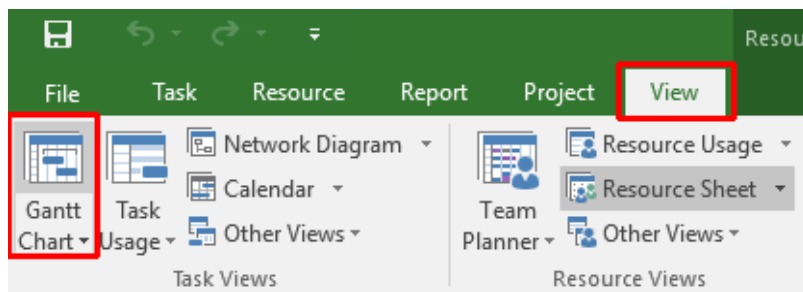 Resou
File Task Resource Report Project View
Network Diagram Resource Usage
Calendar Resource Sheet
Gantt Chart Task Usage Other Views Team Planner Other Views
Task Views Resource Views